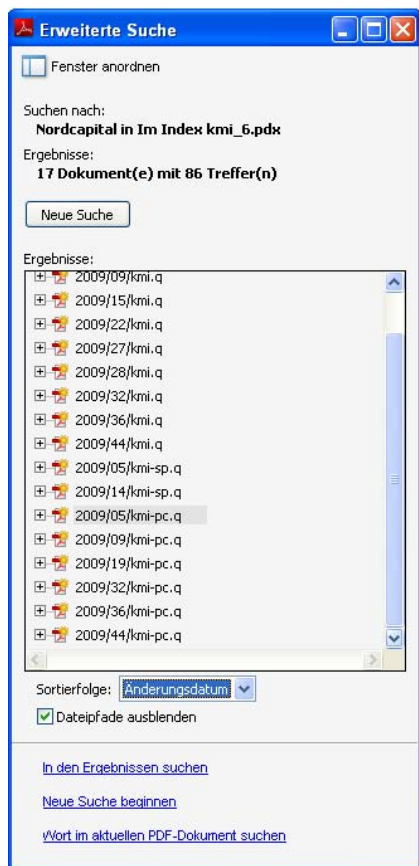 Erweiterte Suche
Fenster anordnen
Suchen nach:
Nordcapital in Im Index kmi_6.pdx
Ergebnisse:
17 Dokument(e) mit 86 Treffer(n)
Neue Suche
Ergebnisse:
2009/09/kmi.q
2009/15/kmi.q
2009/22/kmi.q
2009/27/kmi.q
2009/28/kmi.q
2009/32/kmi.q
2009/36/kmi.q
2009/44/kmi.q
2009/05/kmi-sp.q
2009/14/kmi-sp.q
2009/05/kmi-pc.q
2009/09/kmi-pc.q
2009/19/kmi-pc.q
2009/32/kmi-pc.q
2009/36/kmi-pc.q
2009/44/kmi-pc.q
Sortierfolge: Änderungsdatum
Dateipfade ausblenden
In den Ergebnissen suchen
Neue Suche beginnen
Wort im aktuellen PDF-Dokument suchen